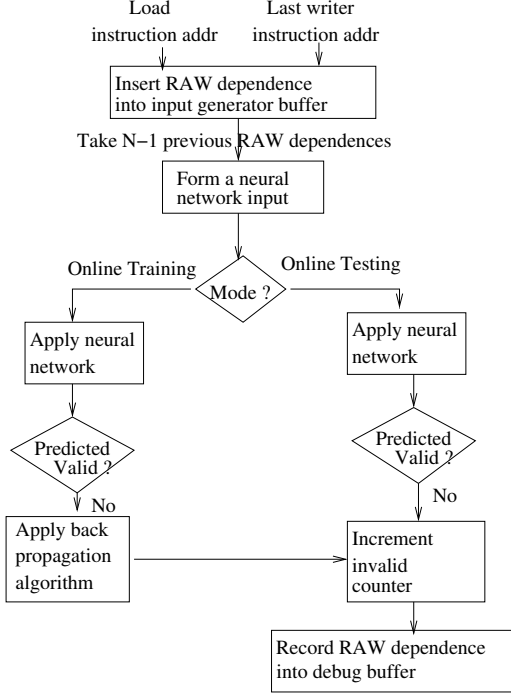 Load
instruction addr
Last writer
instruction addr
Insert RAW dependence
into input generator buffer
Take N−1 previous RAW dependences
Form a neural
network input
Mode ?
Online Training
Online Testing
Apply neural
network
Apply neural
network
Predicted
Valid ?
Predicted
Valid ?
No
No
Apply back
propagation
algorithm
Increment
invalid
counter
Record RAW dependence
into debug buffer